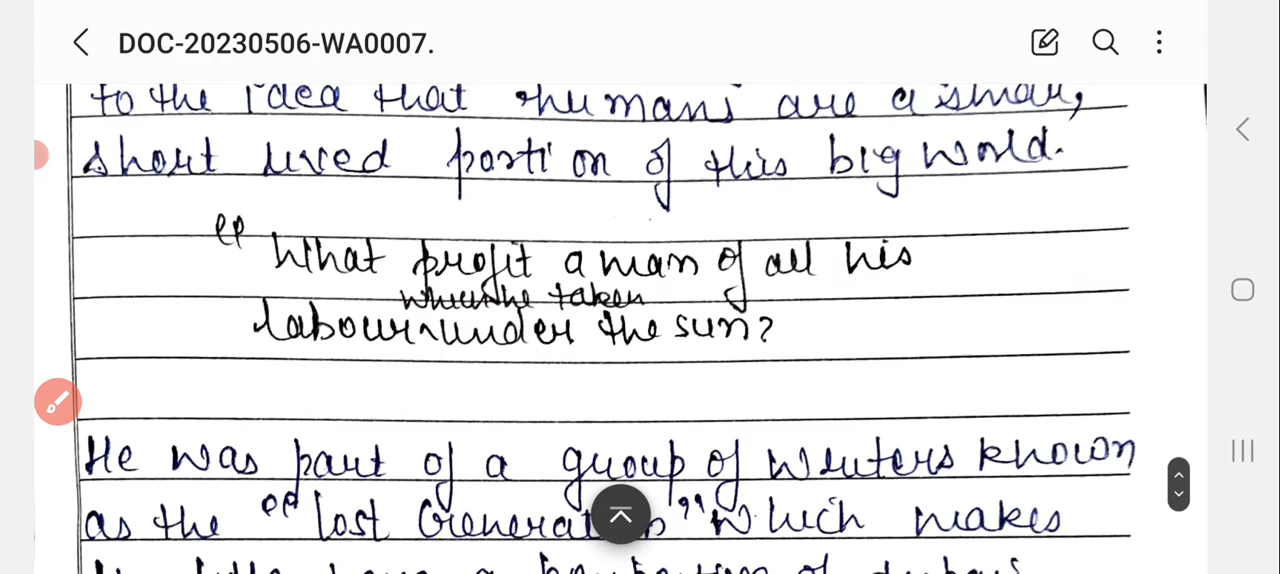 DOC-20230506-WA0007.
to the idea that humans are a small,
short lived portion of this big world.
" What profit a man of all his
which he taken
labour under the sun?
He was part of a group of writers known
as the "lost Generation" which makes